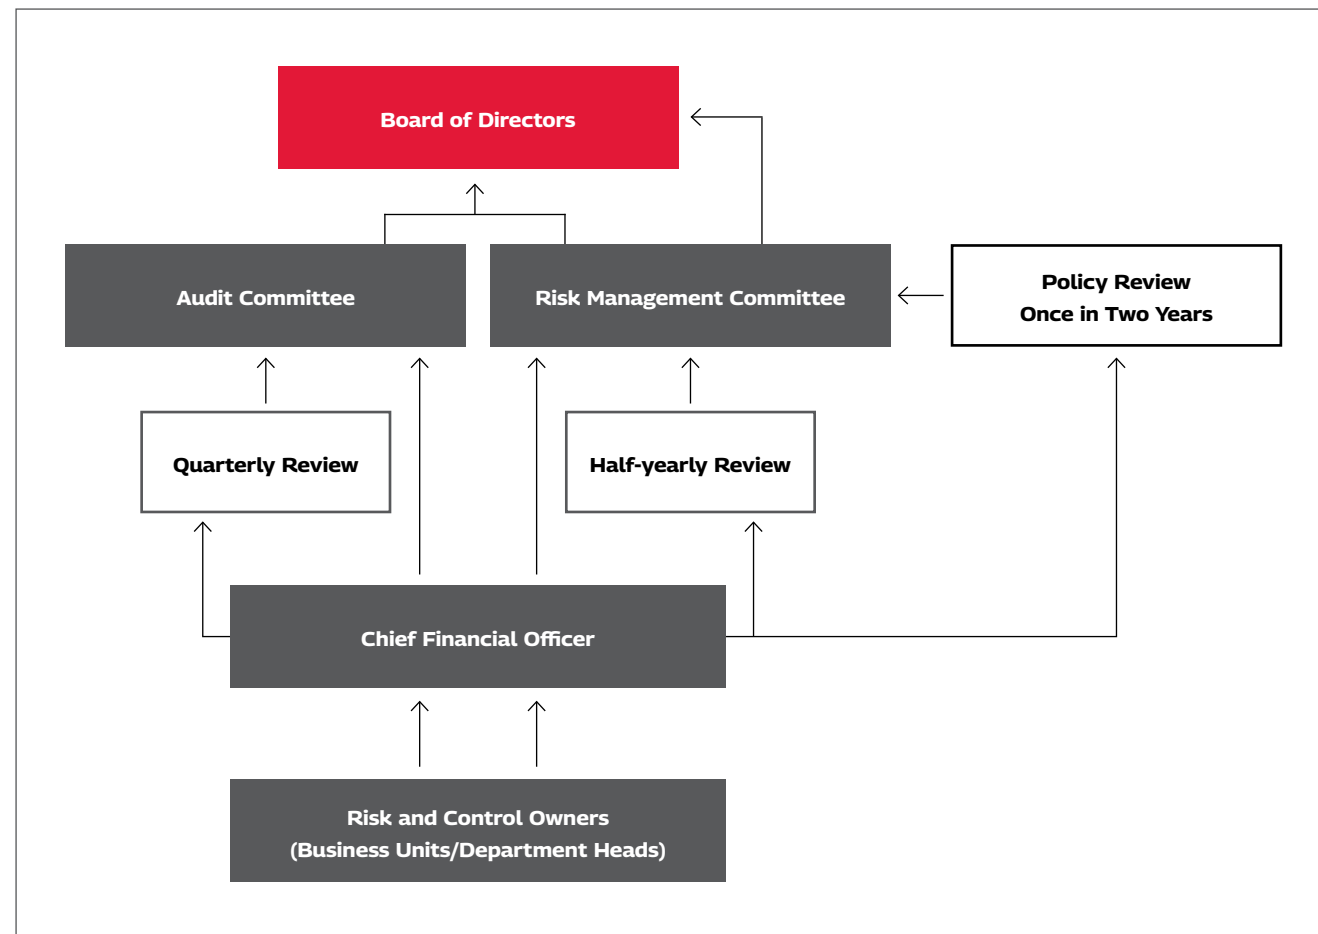 Board of Directors
Audit Committee
Risk Management Committee
Policy Review
Once in Two Years
Quarterly Review
Half-yearly Review
Chief Financial Officer
Risk and Control Owners
(Business Units/Department Heads)